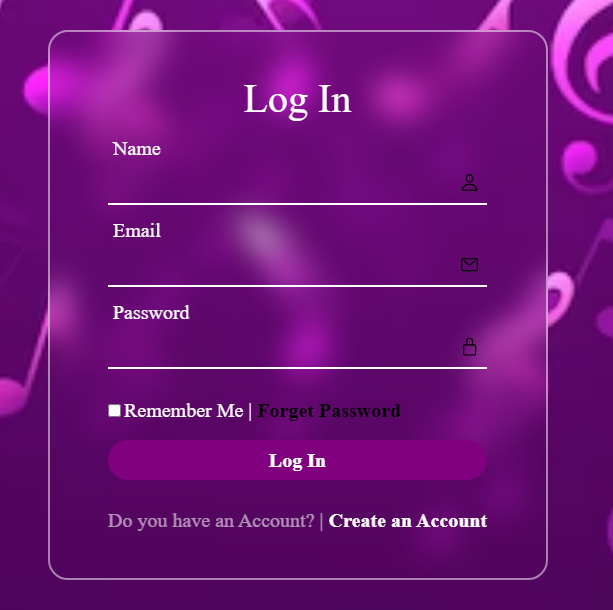 Log In
Name
Email
Password
Remember Me | Forget Password
Log In
Do you have an Account? | Create an Account